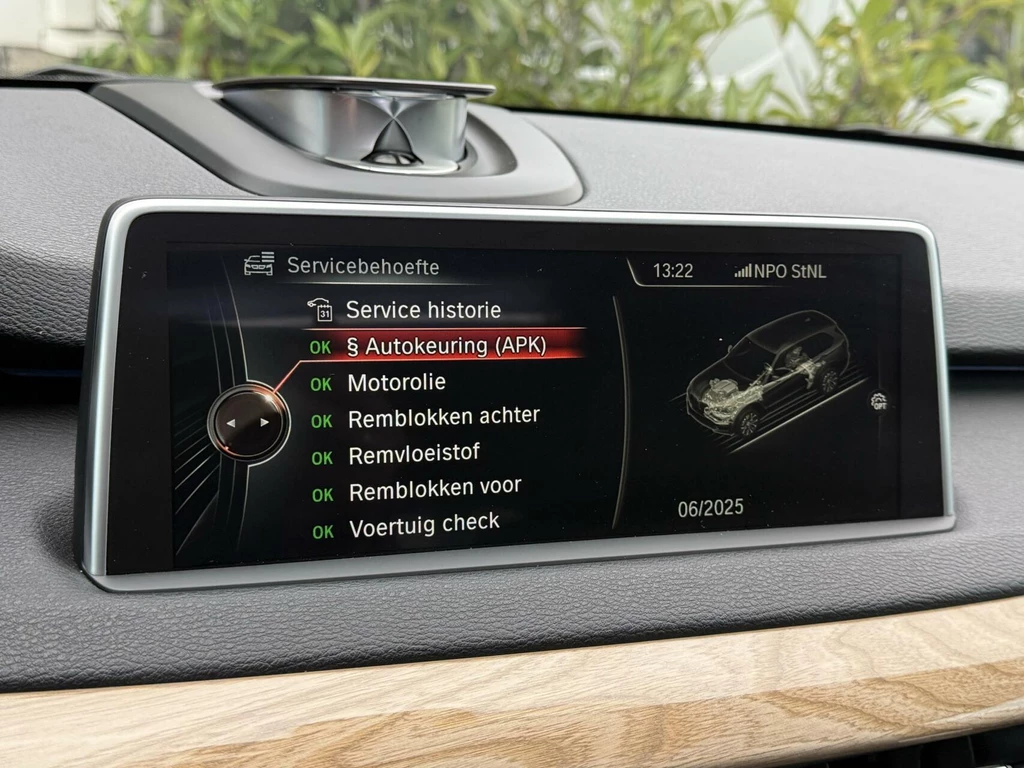 Servicebehoefte
13:22
NPO StNL
31 Service historie
OK § Autokeuring (APK)
OK Motorolie
OK Remblokken achter
OK Remvloeistof
OK Remblokken voor
OK Voertuig check
OPT
06/2025